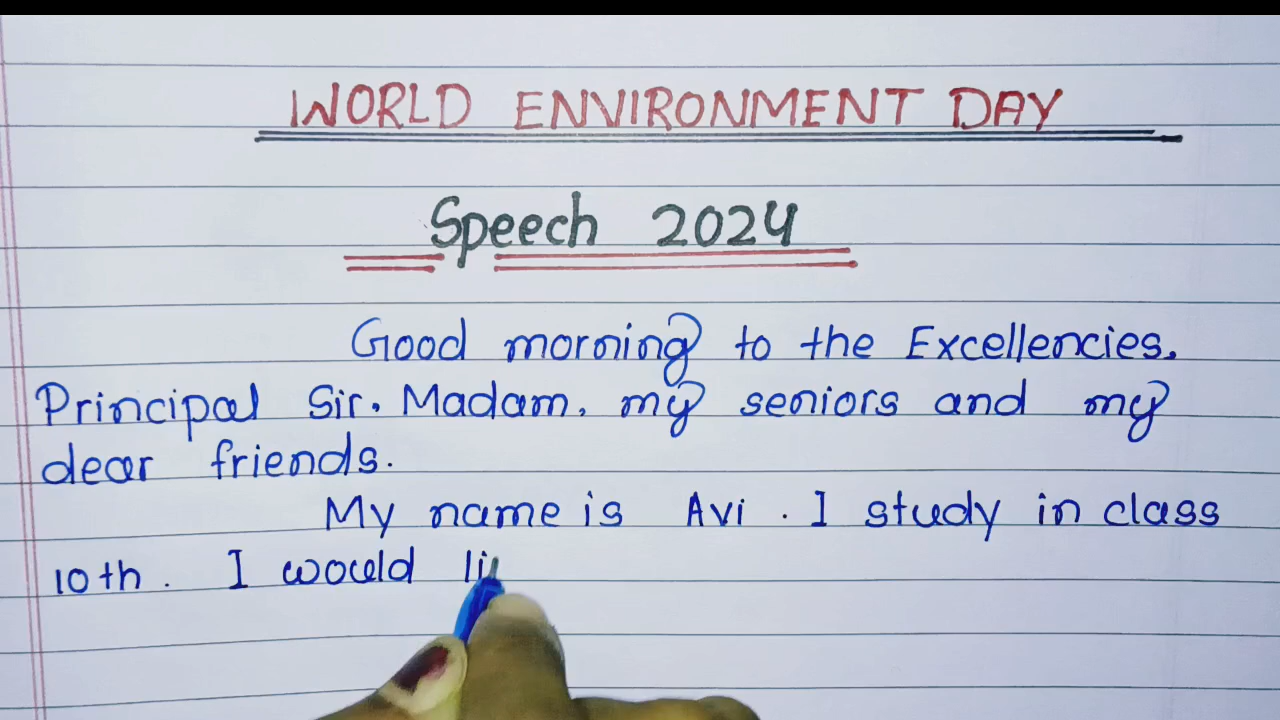 WORLD ENVIRONMENT DAY
Speech 2024
Good morning to the Excellencies.
Principal Sir. Madam. my seniors and my
dear friends.
My name is Avi. I study in class
10th. I would li